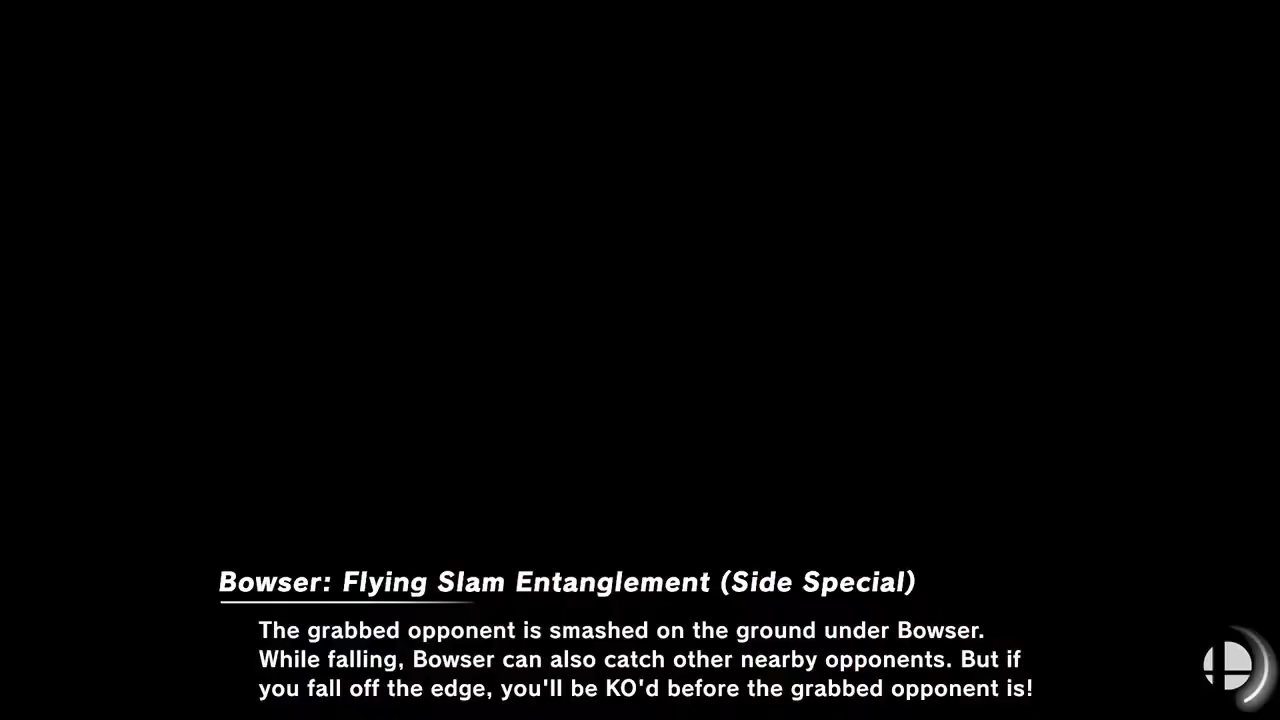 Bowser: Flying Slam Entanglement (Side Special)
The grabbed opponent is smashed on the ground under Bowser.
While falling, Bowser can also catch other nearby opponents. But if
you fall off the edge, you'll be KO'd before the grabbed opponent is!